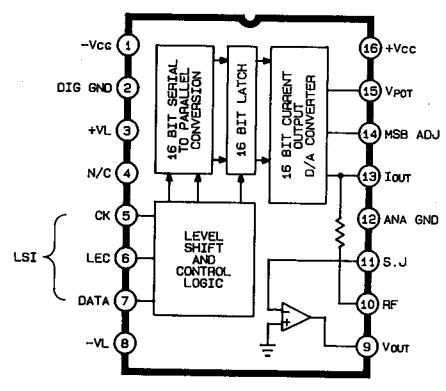 -VCC 1
DIG GND 2
+VL 3
N/C 4
CK 5
LSI
LEC 6
DATA 7
-VL 8
16 BIT SERIAL
TO PARALLEL
CONVERSION
16 BIT LATCH
16 BIT CURRENT
OUTPUT
D/A CONVERTER
LEVEL
SHIFT
AND
CONTROL
LOGIC
16 +VCC
15 VPOT
14 MSB ADJ
13 IOUT
12 ANA GND
11 S.J
10 RF
9 VOUT